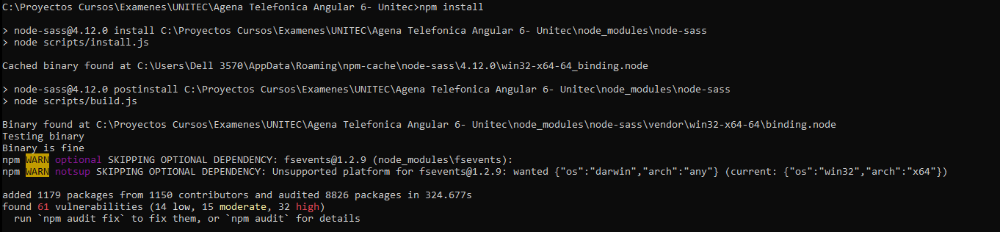 C:\Proyectos Cursos\Examenes\UNITEC\Agena Telefonica Angular 6- Unitec>npm install
> node-sass@4.12.0 install C:\Proyectos Cursos\Examenes\UNITEC\Agena Telefonica Angular 6- Unitec\node_modules\node-sass
> node scripts/install.js
Cached binary found at C:\Users\Dell 3570\AppData\Roaming\npm-cache\node-sass\4.12.0\win32-x64-64_binding.node
> node-sass@4.12.0 postinstall C:\Proyectos Cursos\Examenes\UNITEC\Agena Telefonica Angular 6- Unitec\node_modules\node-sass
> node scripts/build.js
Binary found at C:\Proyectos Cursos\Examenes\UNITEC\Agena Telefonica Angular 6- Unitec\node_modules\node-sass\vendor\win32-x64-64\binding.node
Testing binary
Binary is fine
npm WARN optional SKIPPING OPTIONAL DEPENDENCY: fsevents@1.2.9 (node_modules\fsevents):
npm WARN notsup SKIPPING OPTIONAL DEPENDENCY: Unsupported platform for fsevents@1.2.9: wanted {"os":"darwin","arch":"any"} (current: {"os":"win32","arch":"x64"})
added 1179 packages from 1150 contributors and audited 8826 packages in 324.677s
found 61 vulnerabilities (14 low, 15 moderate, 32 high)
run `npm audit fix` to fix them, or `npm audit` for details